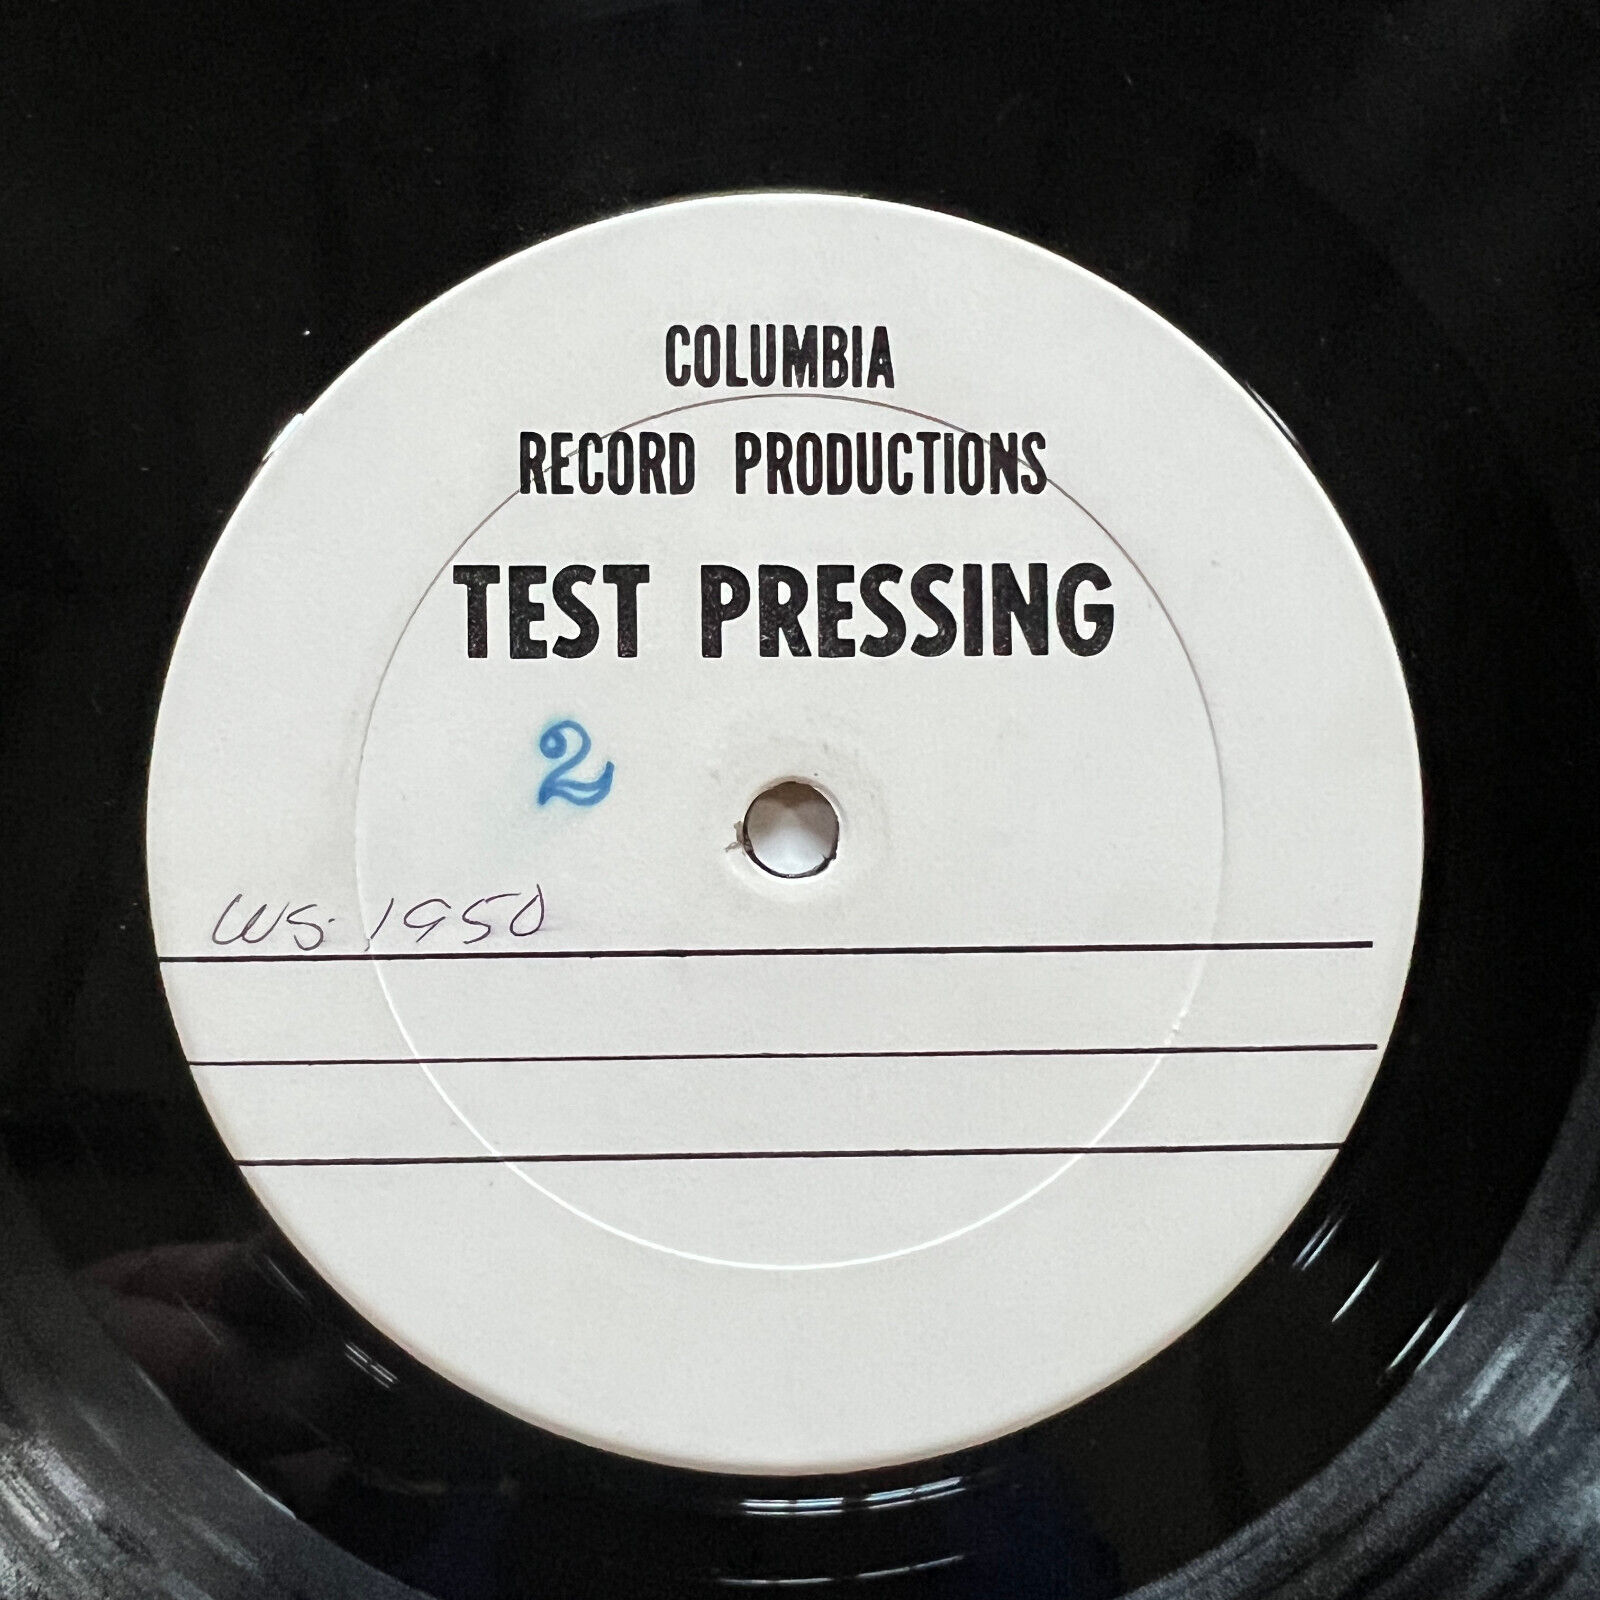 COLUMBIA
RECORD PRODUCTIONS
TEST PRESSING
2
WS. 1950